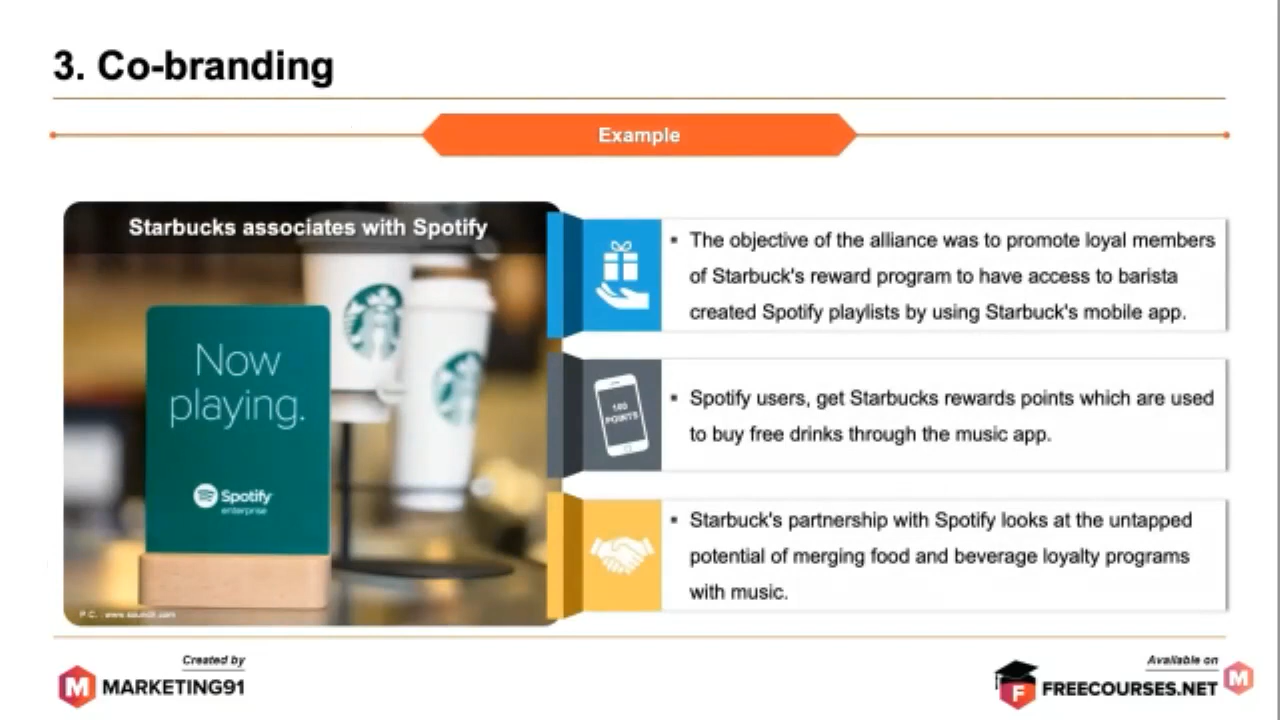 3. Co-branding
Example
Starbucks associates with Spotify
Now
playing.
Spotify
enterprise
▪ The objective of the alliance was to promote loyal members
of Starbuck's reward program to have access to barista
created Spotify playlists by using Starbuck's mobile app.
100
POINTS
▪ Spotify users, get Starbucks rewards points which are used
to buy free drinks through the music app.
▪ Starbuck's partnership with Spotify looks at the untapped
potential of merging food and beverage loyalty programs
with music.
P.C. :
Created by
M MARKETING91
Available on
F FREECOURSES.NET M